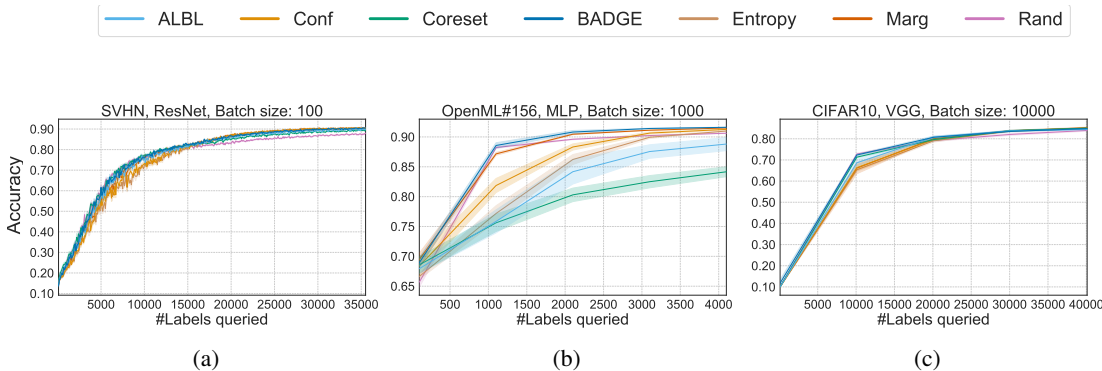 ALBL Conf Coreset BADGE Entropy Marg Rand
SVHN, ResNet, Batch size: 100
0.90
0.80
0.70
0.60
0.50
0.40
0.30
0.20
0.10
Accuracy
5000 10000 15000 20000 25000 30000 35000
#Labels queried
(a)
OpenML#156, MLP, Batch size: 1000
0.90
0.85
0.80
0.75
0.70
0.65
500 1000 1500 2000 2500 3000 3500 4000
#Labels queried
(b)
CIFAR10, VGG, Batch size: 10000
0.80
0.70
0.60
0.50
0.40
0.30
0.20
0.10
5000 10000 15000 20000 25000 30000 35000 40000
#Labels queried
(c)